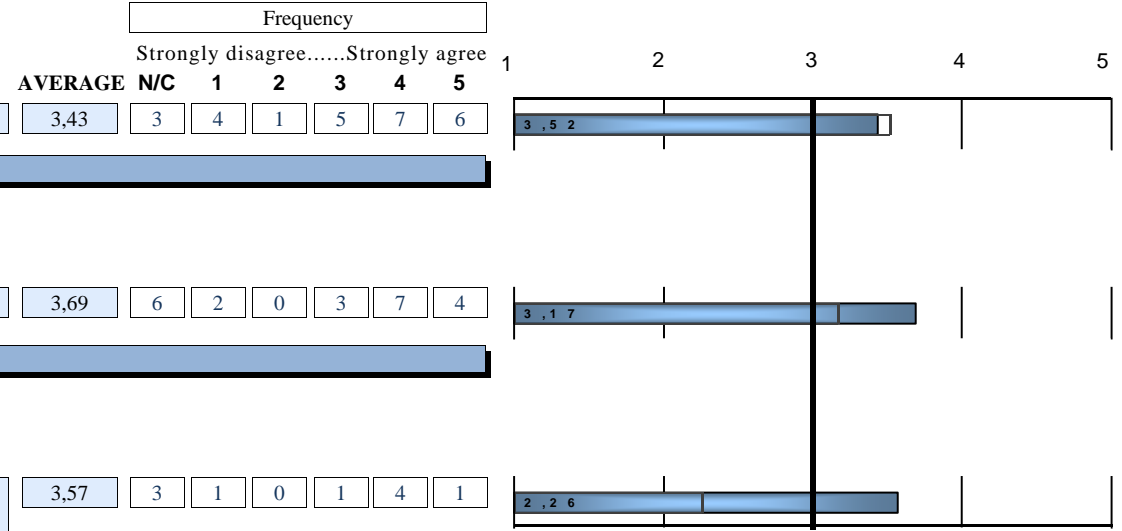 Frequency
Strongly disagree......Strongly agree
AVERAGE N/C 1 2 3 4 5
1 2 3 4 5
3,43 3 4 1 5 7 6
3,52
3,69 6 2 0 3 7 4
3,17
3,57 3 1 0 1 4 1
2,26